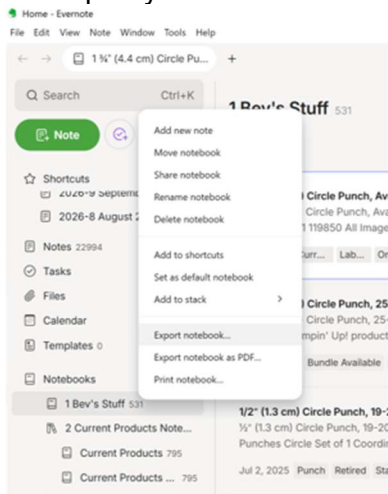 Home - Evernote
File Edit View Note Window Tools Help
1 ¾" (4.4 cm) Circle Pu...
Search Ctrl+K
1 Bev's Stuff 531
Note
Add new note
Move notebook
Share notebook
Rename notebook
Delete notebook
Add to shortcuts
Set as default notebook
Add to stack
Export notebook...
Export notebook as PDF...
Print notebook...
Shortcuts
2026-9 Septemb
2026-8 August 2
Notes 22994
Tasks
Files
Calendar
Templates 0
Notebooks
1 Bev's Stuff 531
2 Current Products Note...
Current Products 795
Current Products ... 795
) Circle Punch, Av
Circle Punch, Ava
1 119850 All Image
Curr... Lab... Or
) Circle Punch, 25
Circle Punch, 25-
mpin' Up! product
Bundle Available
1/2" (1.3 cm) Circle Punch, 19-2
½" (1.3 cm) Circle Punch, 19-20
Punches Circle Set of 1 Coordin
Jul 2, 2025 Punch Retired Sta